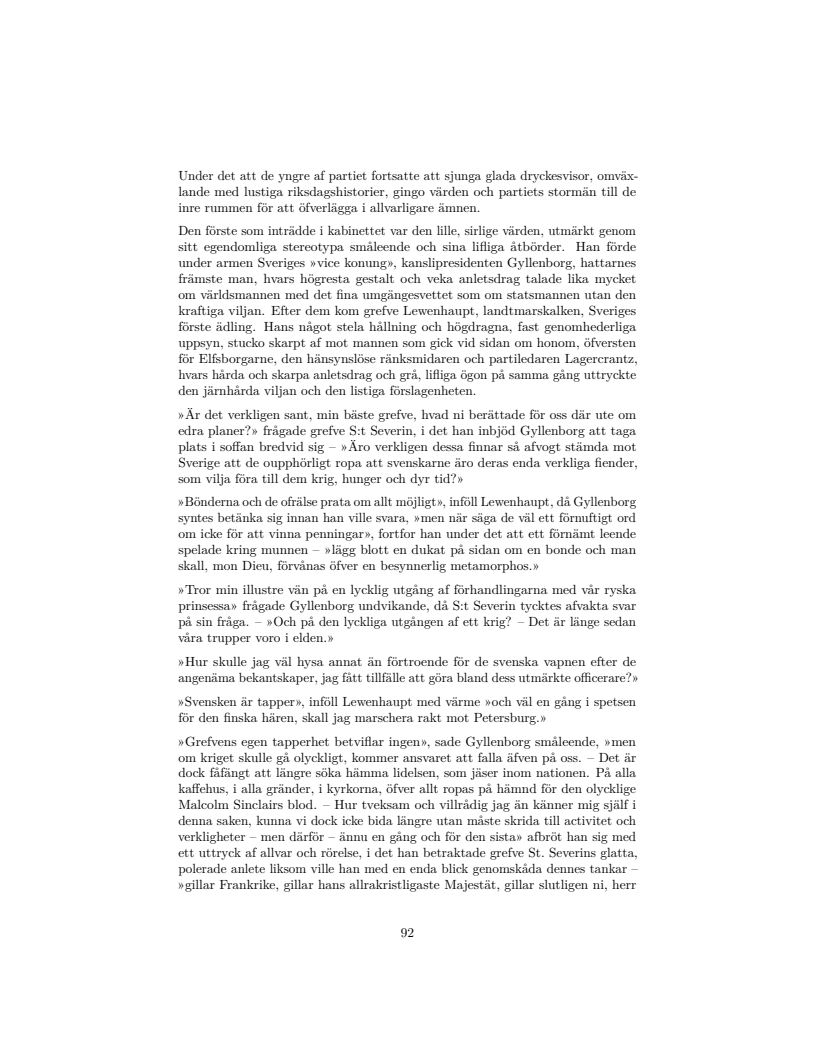 Under det att de yngre af partiet fortsatte att sjunga glada dryckesvisor, omväx-
lande med lustiga riksdagshistorier, gingo värden och partiets stormän till de
inre rummen för att öfverlägga i allvarligare ämnen.
Den förste som inträdde i kabinettet var den lille, sirlige värden, utmärkt genom
sitt egendomliga stereotypa småleende och sina lifliga åtbörder. Han förde
under armen Sveriges »vice konung», kanslipresidenten Gyllenborg, hattarnes
främste man, hvars högresta gestalt och veka anletsdrag talade lika mycket
om världsmannen med det fina umgängesvettet som om statsmannen utan den
kraftiga viljan. Efter dem kom grefve Lewenhaupt, landtmarskalken, Sveriges
förste ädling. Hans något stela hållning och högdragna, fast genomhederliga
uppsyn, stucko skarpt af mot mannen som gick vid sidan om honom, öfversten
för Elfsborgarne, den hänsynslöse ränksmidaren och partiledaren Lagercrantz,
hvars hårda och skarpa anletsdrag och grå, lifliga ögon på samma gång uttryckte
den järnhårda viljan och den listiga förslagenheten.
»Är det verkligen sant, min bäste grefve, hvad ni berättade för oss där ute om
edra planer?» frågade grefve S:t Severin, i det han inbjöd Gyllenborg att taga
plats i soffan bredvid sig – »Äro verkligen dessa finnar så afvogt stämda mot
Sverige att de oupphörligt ropa att svenskarne äro deras enda verkliga fiender,
som vilja föra till dem krig, hunger och dyr tid?»
»Bönderna och de ofrälse prata om allt möjligt», inföll Lewenhaupt, då Gyllenborg
syntes betänka sig innan han ville svara, »men när säga de väl ett förnuftigt ord
om icke för att vinna penningar», fortfor han under det att ett förnämt leende
spelade kring munnen – »lägg blott en dukat på sidan om en bonde och man
skall, mon Dieu, förvånas öfver en besynnerlig metamorphos.»
»Tror min illustre vän på en lycklig utgång af förhandlingarna med vår ryska
prinsessa» frågade Gyllenborg undvikande, då S:t Severin tycktes afvakta svar
på sin fråga. – »Och på den lyckliga utgången af ett krig? – Det är länge sedan
våra trupper voro i elden.»
»Hur skulle jag väl hysa annat än förtroende för de svenska vapnen efter de
angenäma bekantskaper, jag fått tillfälle att göra bland dess utmärkte officerare?»
»Svensken är tapper», inföll Lewenhaupt med värme »och väl en gång i spetsen
för den finska hären, skall jag marschera rakt mot Petersburg.»
»Grefvens egen tapperhet betviflar ingen», sade Gyllenborg småleende, »men
om kriget skulle gå olyckligt, kommer ansvaret att falla äfven på oss. – Det är
dock fåfängt att längre söka hämma lidelsen, som jäser inom nationen. På alla
kaffehus, i alla gränder, i kyrkorna, öfver allt ropas på hämnd för den olycklige
Malcolm Sinclairs blod. – Hur tveksam och villrådig jag än känner mig själf i
denna saken, kunna vi dock icke bida längre utan måste skrida till activitet och
verkligheter – men därför – ännu en gång och för den sista» afbröt han sig med
ett uttryck af allvar och rörelse, i det han betraktade grefve St. Severins glatta,
polerade anlete liksom ville han med en enda blick genomskåda dennes tankar –
»gillar Frankrike, gillar hans allrakristligaste Majestät, gillar slutligen ni, herr
92